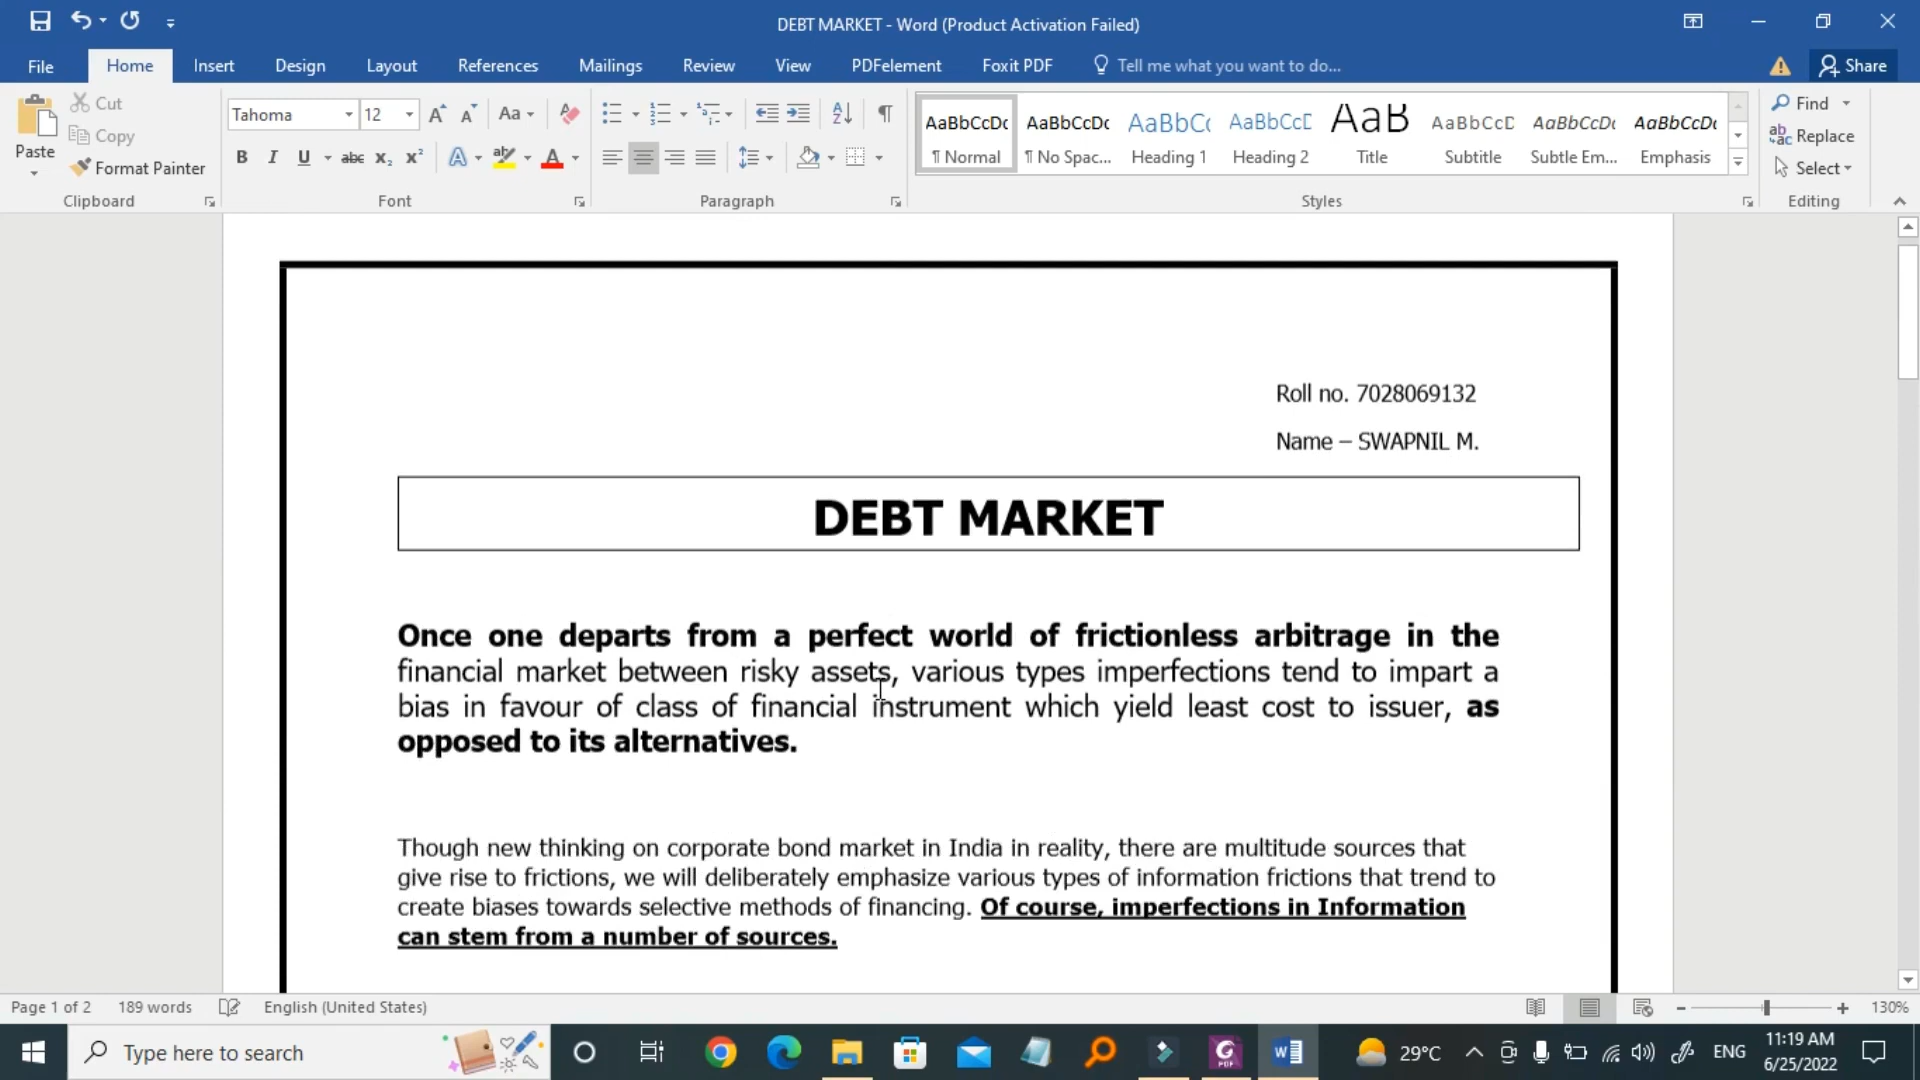 DEBT MARKET - Word (Product Activation Failed)
File Home Insert Design Layout References Mailings Review View PDFelement Foxit PDF Tell me what you want to do... Share
Paste
Cut
Copy
Format Painter
Clipboard
Tahoma 12
Font
Paragraph
AaBbCcDc AaBbCcDc AaBbCc AaBbCcD AaB AaBbCcD AaBbCcDc AaBbCcDc
¶ Normal ¶ No Spac... Heading 1 Heading 2 Title Subtitle Subtle Em... Emphasis
Styles
Find
Replace
Select
Editing
Roll no. 7028069132
Name – SWAPNIL M.
DEBT MARKET
Once one departs from a perfect world of frictionless arbitrage in the
financial market between risky assets, various types imperfections tend to impart a
bias in favour of class of financial instrument which yield least cost to issuer, as
opposed to its alternatives.
Though new thinking on corporate bond market in India in reality, there are multitude sources that
give rise to frictions, we will deliberately emphasize various types of information frictions that trend to
create biases towards selective methods of financing. Of course, imperfections in Information
can stem from a number of sources.
Page 1 of 2 189 words English (United States) 130%
Type here to search
29°C ENG
11:19 AM
6/25/2022